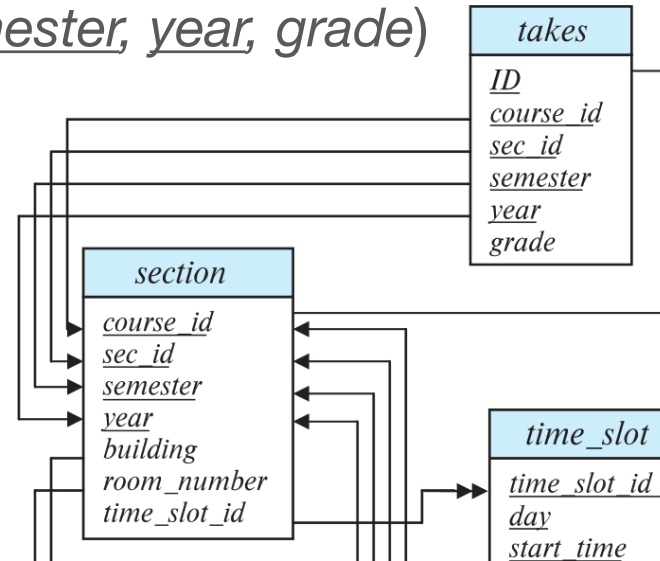 ester, year, grade)
takes
ID
course_id
sec_id
semester
year
grade
section
course_id
sec_id
semester
year
building
room_number
time_slot_id
time_slot
time_slot_id
day
start_time